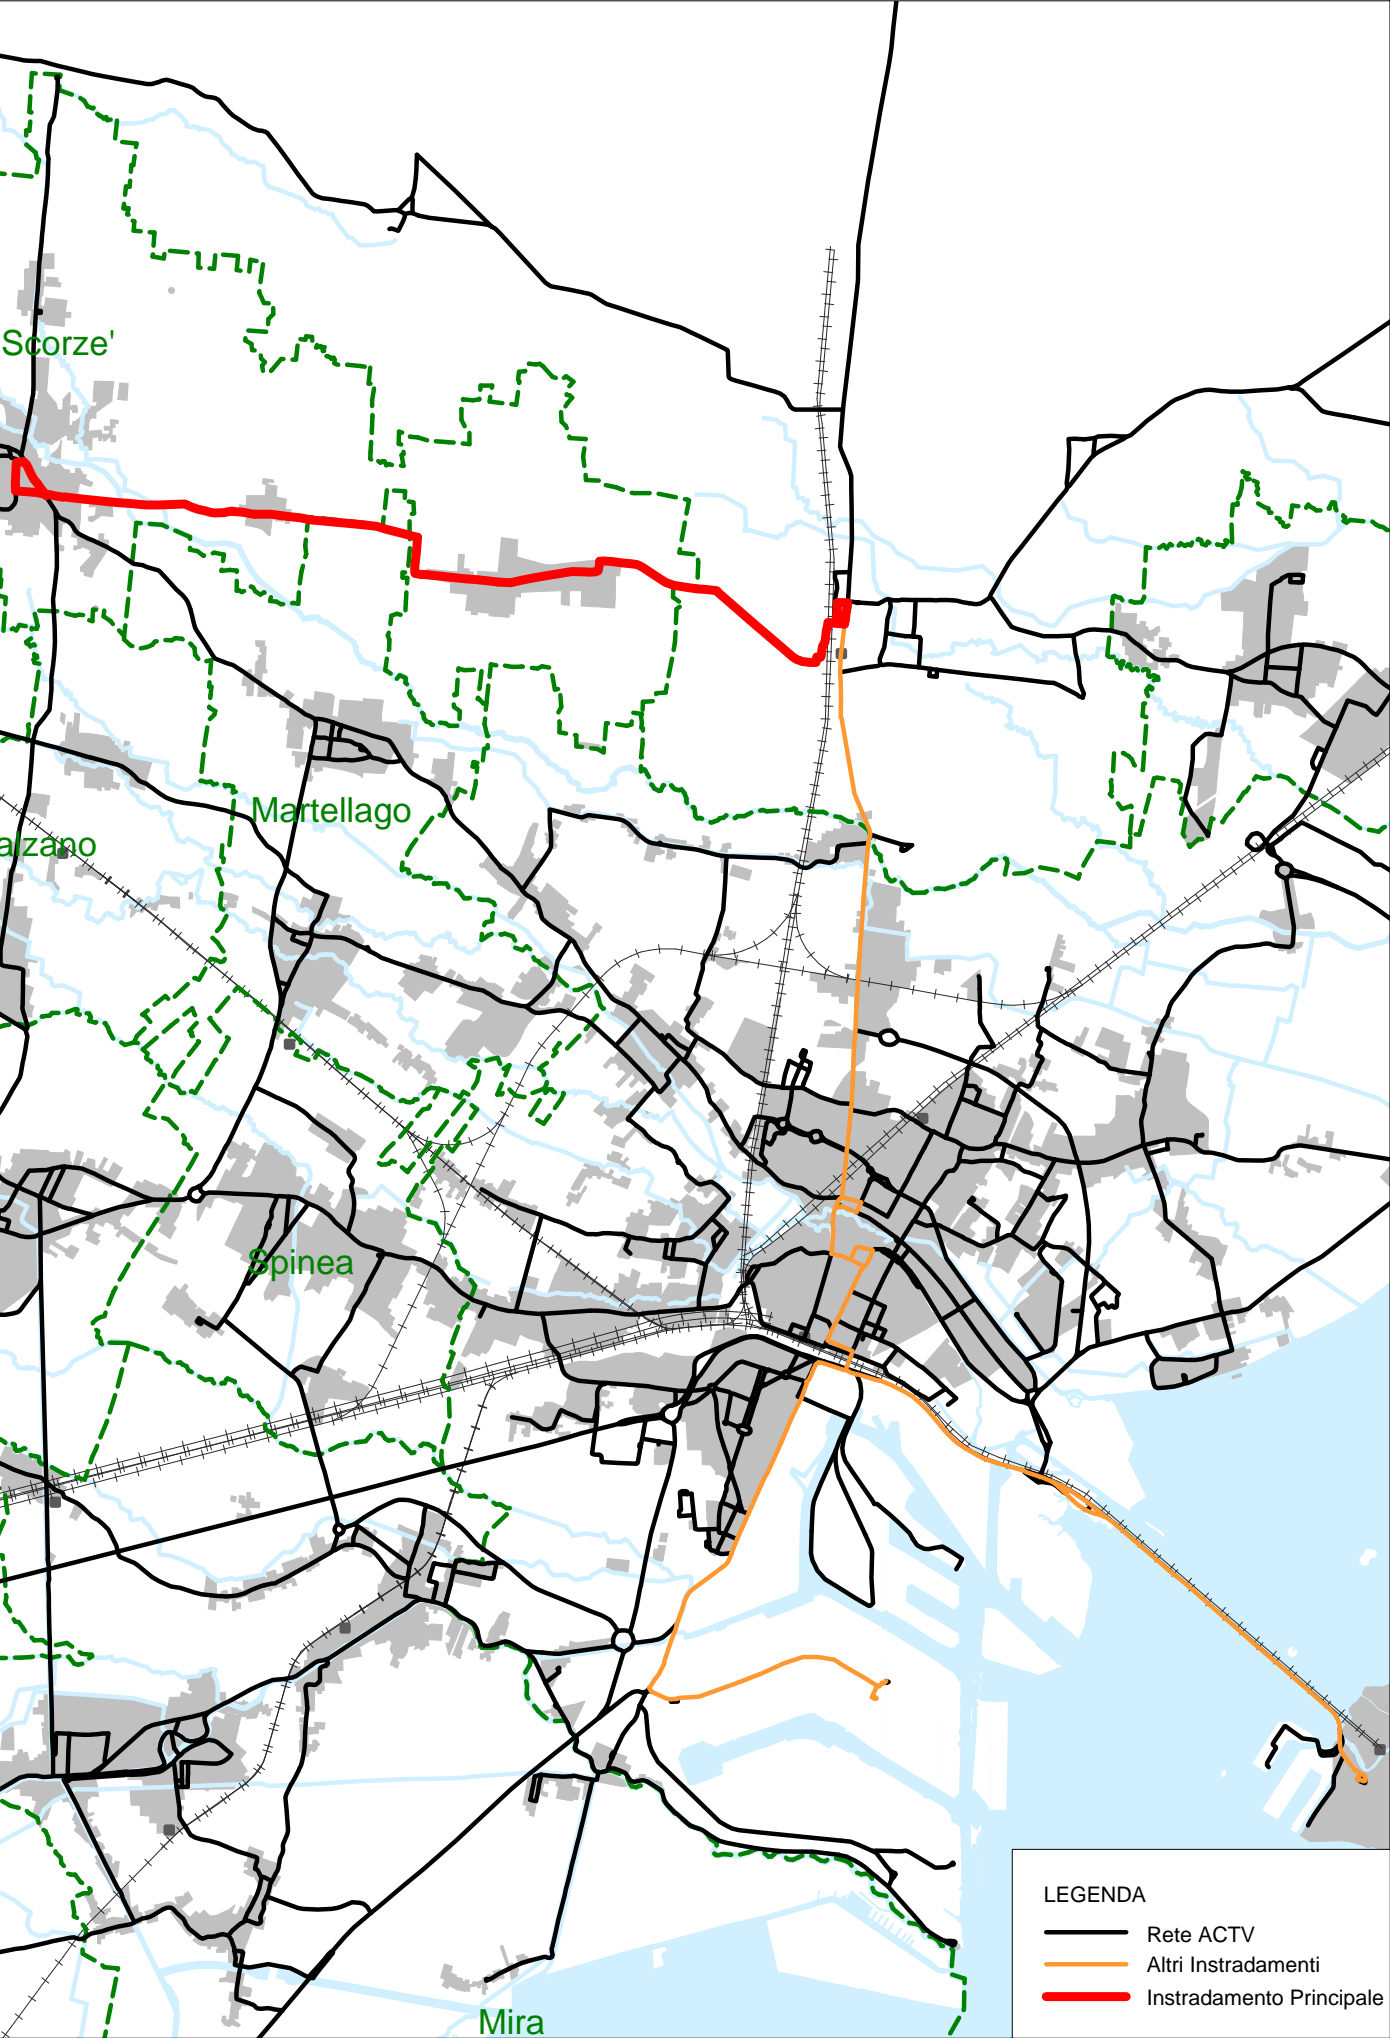 Scorze'
Martellago
alzano
Spinea
Mira
LEGENDA
Rete ACTV
Altri Instradamenti
Instradamento Principale